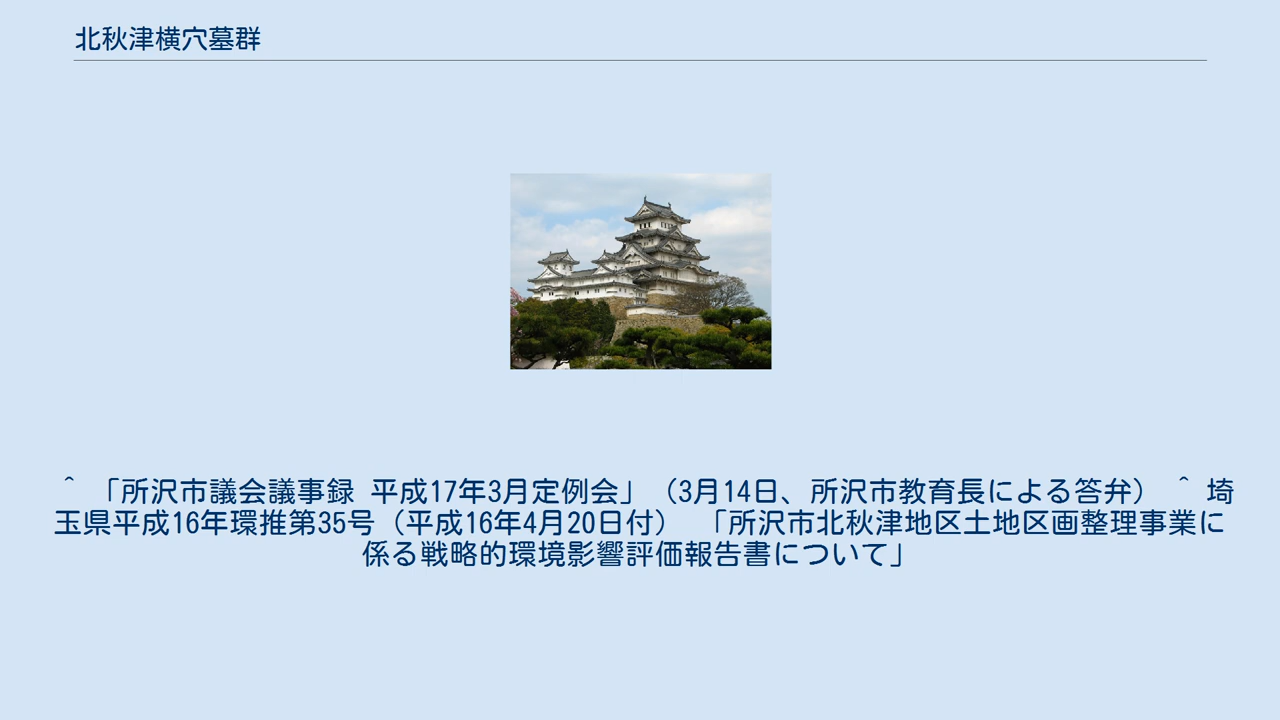 北秋津横穴墓群
^ 「所沢市議会議事録 平成17年3月定例会」（3月14日、所沢市教育長による答弁） ^ 埼
玉県平成16年環推第35号（平成16年4月20日付） 「所沢市北秋津地区土地区画整理事業に
係る戦略的環境影響評価報告書について」